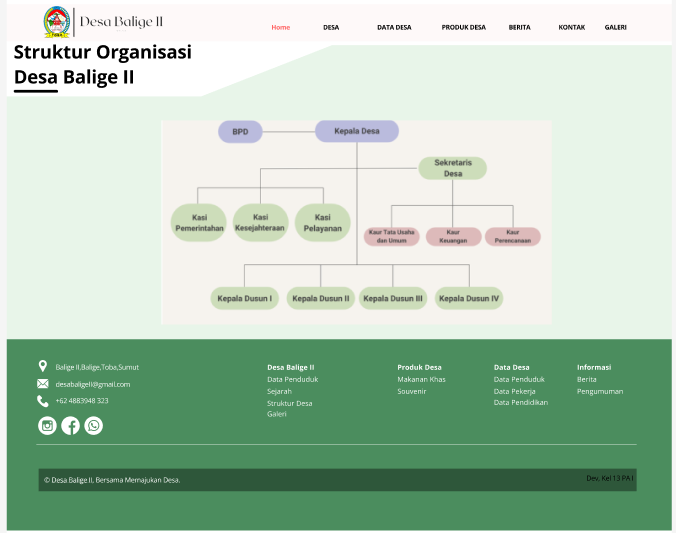 Desa Balige II
Home DESA DATA DESA PRODUK DESA BERITA KONTAK GALERI
Struktur Organisasi
Desa Balige II
BPD
Kepala Desa
Sekretaris
Desa
Kasi
Pemerintahan
Kasi
Kesejahteraan
Kasi
Pelayanan
Kaur Tata Usaha
dan Umum
Kaur
Keuangan
Kaur
Perencanaan
Kepala Dusun I
Kepala Dusun II
Kepala Dusun III
Kepala Dusun IV
Balige II,Balige,Toba,Sumut
desabaligeII@gmail.com
+62 4883948 323
Desa Balige II
Data Penduduk
Sejarah
Struktur Desa
Galeri
Produk Desa
Makanan Khas
Souvenir
Data Desa
Data Penduduk
Data Pekerja
Data Pendidikan
Informasi
Berita
Pengumuman
© Desa Balige II, Bersama Memajukan Desa.
Dev, Kel 13 PA I